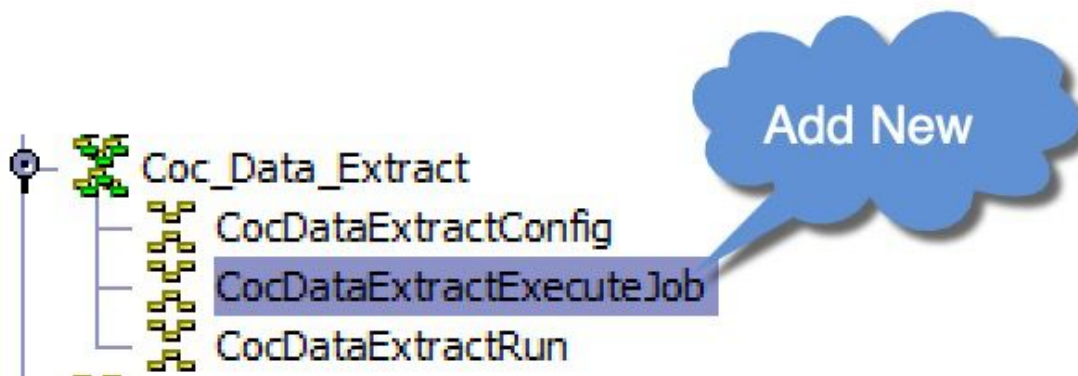 Add New
Coc_Data_Extract
CocDataExtractConfig
CocDataExtractExecuteJob
CocDataExtractRun